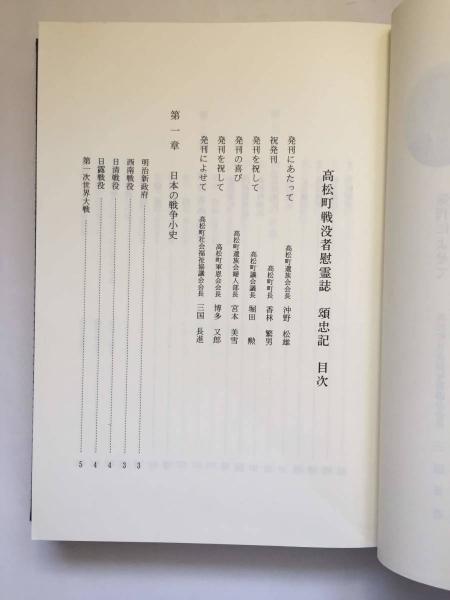 高松町戦没者慰霊誌 頌忠記 目次
発刊にあたって 高松町遺族会会長 沖野 松雄
祝発刊 高松町町長 香林 繁男
発刊を祝して 高松町議会議長 堀田 勲
発刊の喜び 高松町遺族会婦人部長 宮本 美雪
発刊を祝して 高松町軍恩会会長 博多 又郎
発刊によせて 高松町社会福祉協議会会長 三国 長進
第一章 日本の戦争小史
明治新政府 3
西南戦役 3
日清戦役 4
日露戦役 4
第一次世界大戦 5